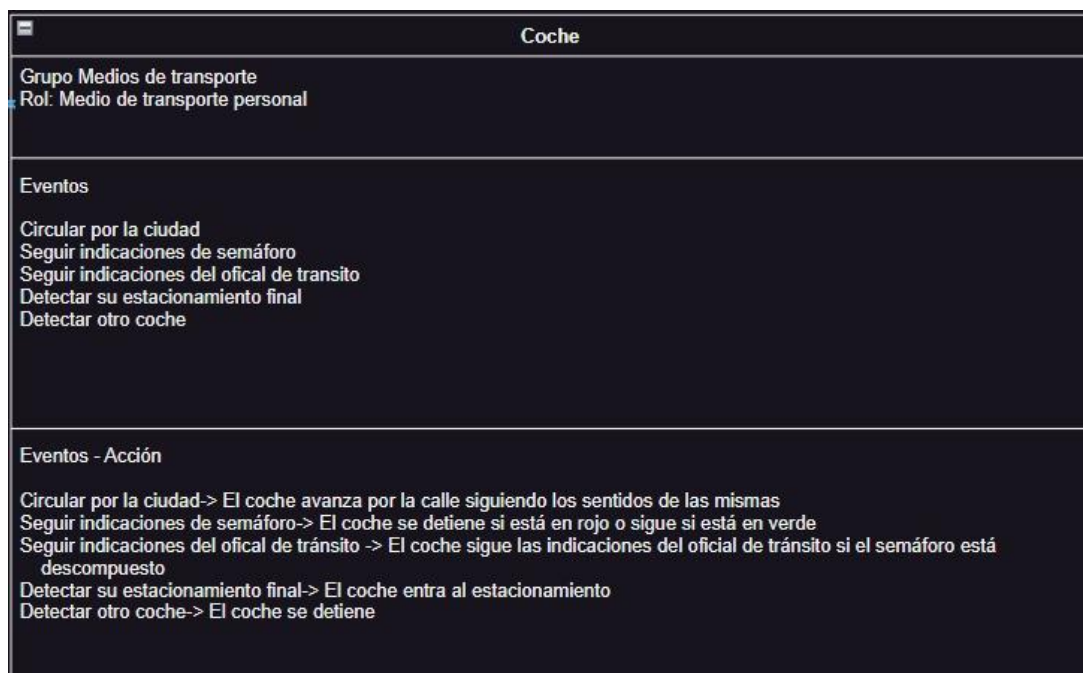 Coche
Grupo Medios de transporte
Rol: Medio de transporte personal
Eventos
Circular por la ciudad
Seguir indicaciones de semáforo
Seguir indicaciones del ofical de transito
Detectar su estacionamiento final
Detectar otro coche
Eventos - Acción
Circular por la ciudad-> El coche avanza por la calle siguiendo los sentidos de las mismas
Seguir indicaciones de semáforo-> El coche se detiene si está en rojo o sigue si está en verde
Seguir indicaciones del ofical de tránsito -> El coche sigue las indicaciones del oficial de tránsito si el semáforo está
descompuesto
Detectar su estacionamiento final-> El coche entra al estacionamiento
Detectar otro coche-> El coche se detiene